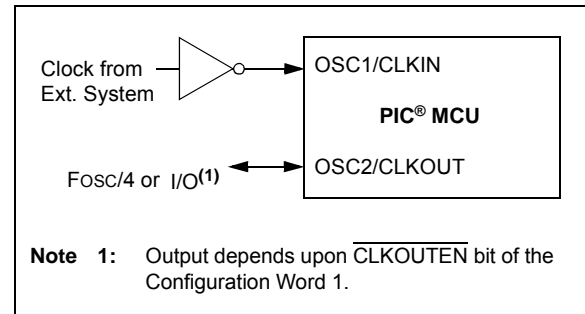 Clock from
Ext. System
OSC1/CLKIN
PIC® MCU
OSC2/CLKOUT
FOSC/4 or I/O(1)
Note 1: Output depends upon CLKOUTEN bit of the
Configuration Word 1.